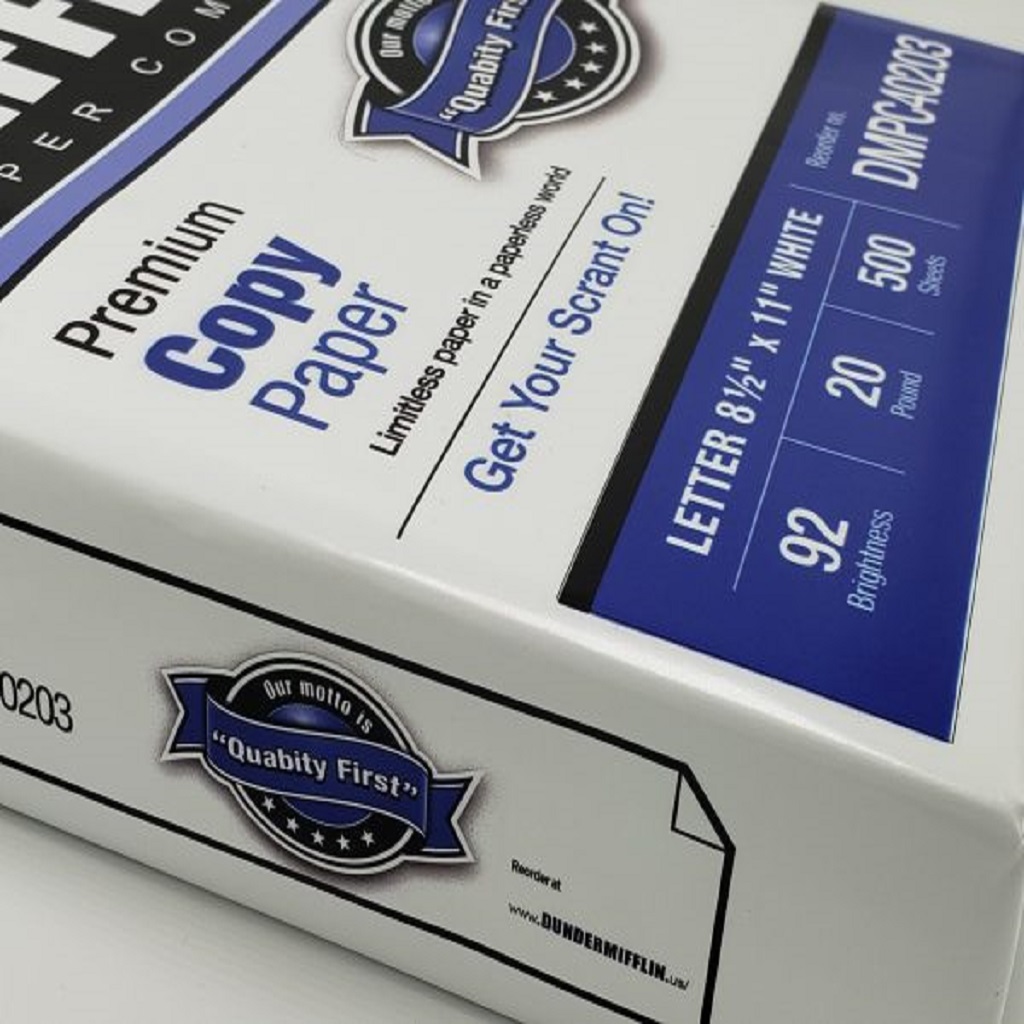 PER COM
Our motto
"Quabity First
Premium
Copy
Paper
Limitless paper in a paperless world
Get Your Scrant On!
LETTER 8½" x 11" WHITE
Reorder no.
DMPC40203
92
Brightness
20
Pound
500
Sheets
0203
Our motto is
"Quabity First"
Reorder at
www.DUNDERMIFFLIN.us/